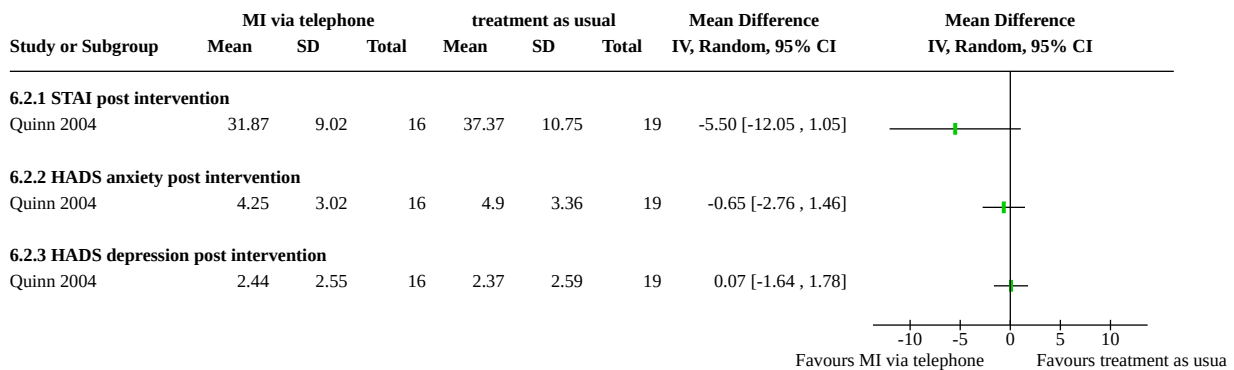 MI via telephone treatment as usual Mean Difference Mean Difference
Study or Subgroup Mean SD Total Mean SD Total IV, Random, 95% CI IV, Random, 95% CI
6.2.1 STAI post intervention
Quinn 2004 31.87 9.02 16 37.37 10.75 19 -5.50 [-12.05 , 1.05]
6.2.2 HADS anxiety post intervention
Quinn 2004 4.25 3.02 16 4.9 3.36 19 -0.65 [-2.76 , 1.46]
6.2.3 HADS depression post intervention
Quinn 2004 2.44 2.55 16 2.37 2.59 19 0.07 [-1.64 , 1.78]
-10 -5 0 5 10
Favours MI via telephone Favours treatment as usua